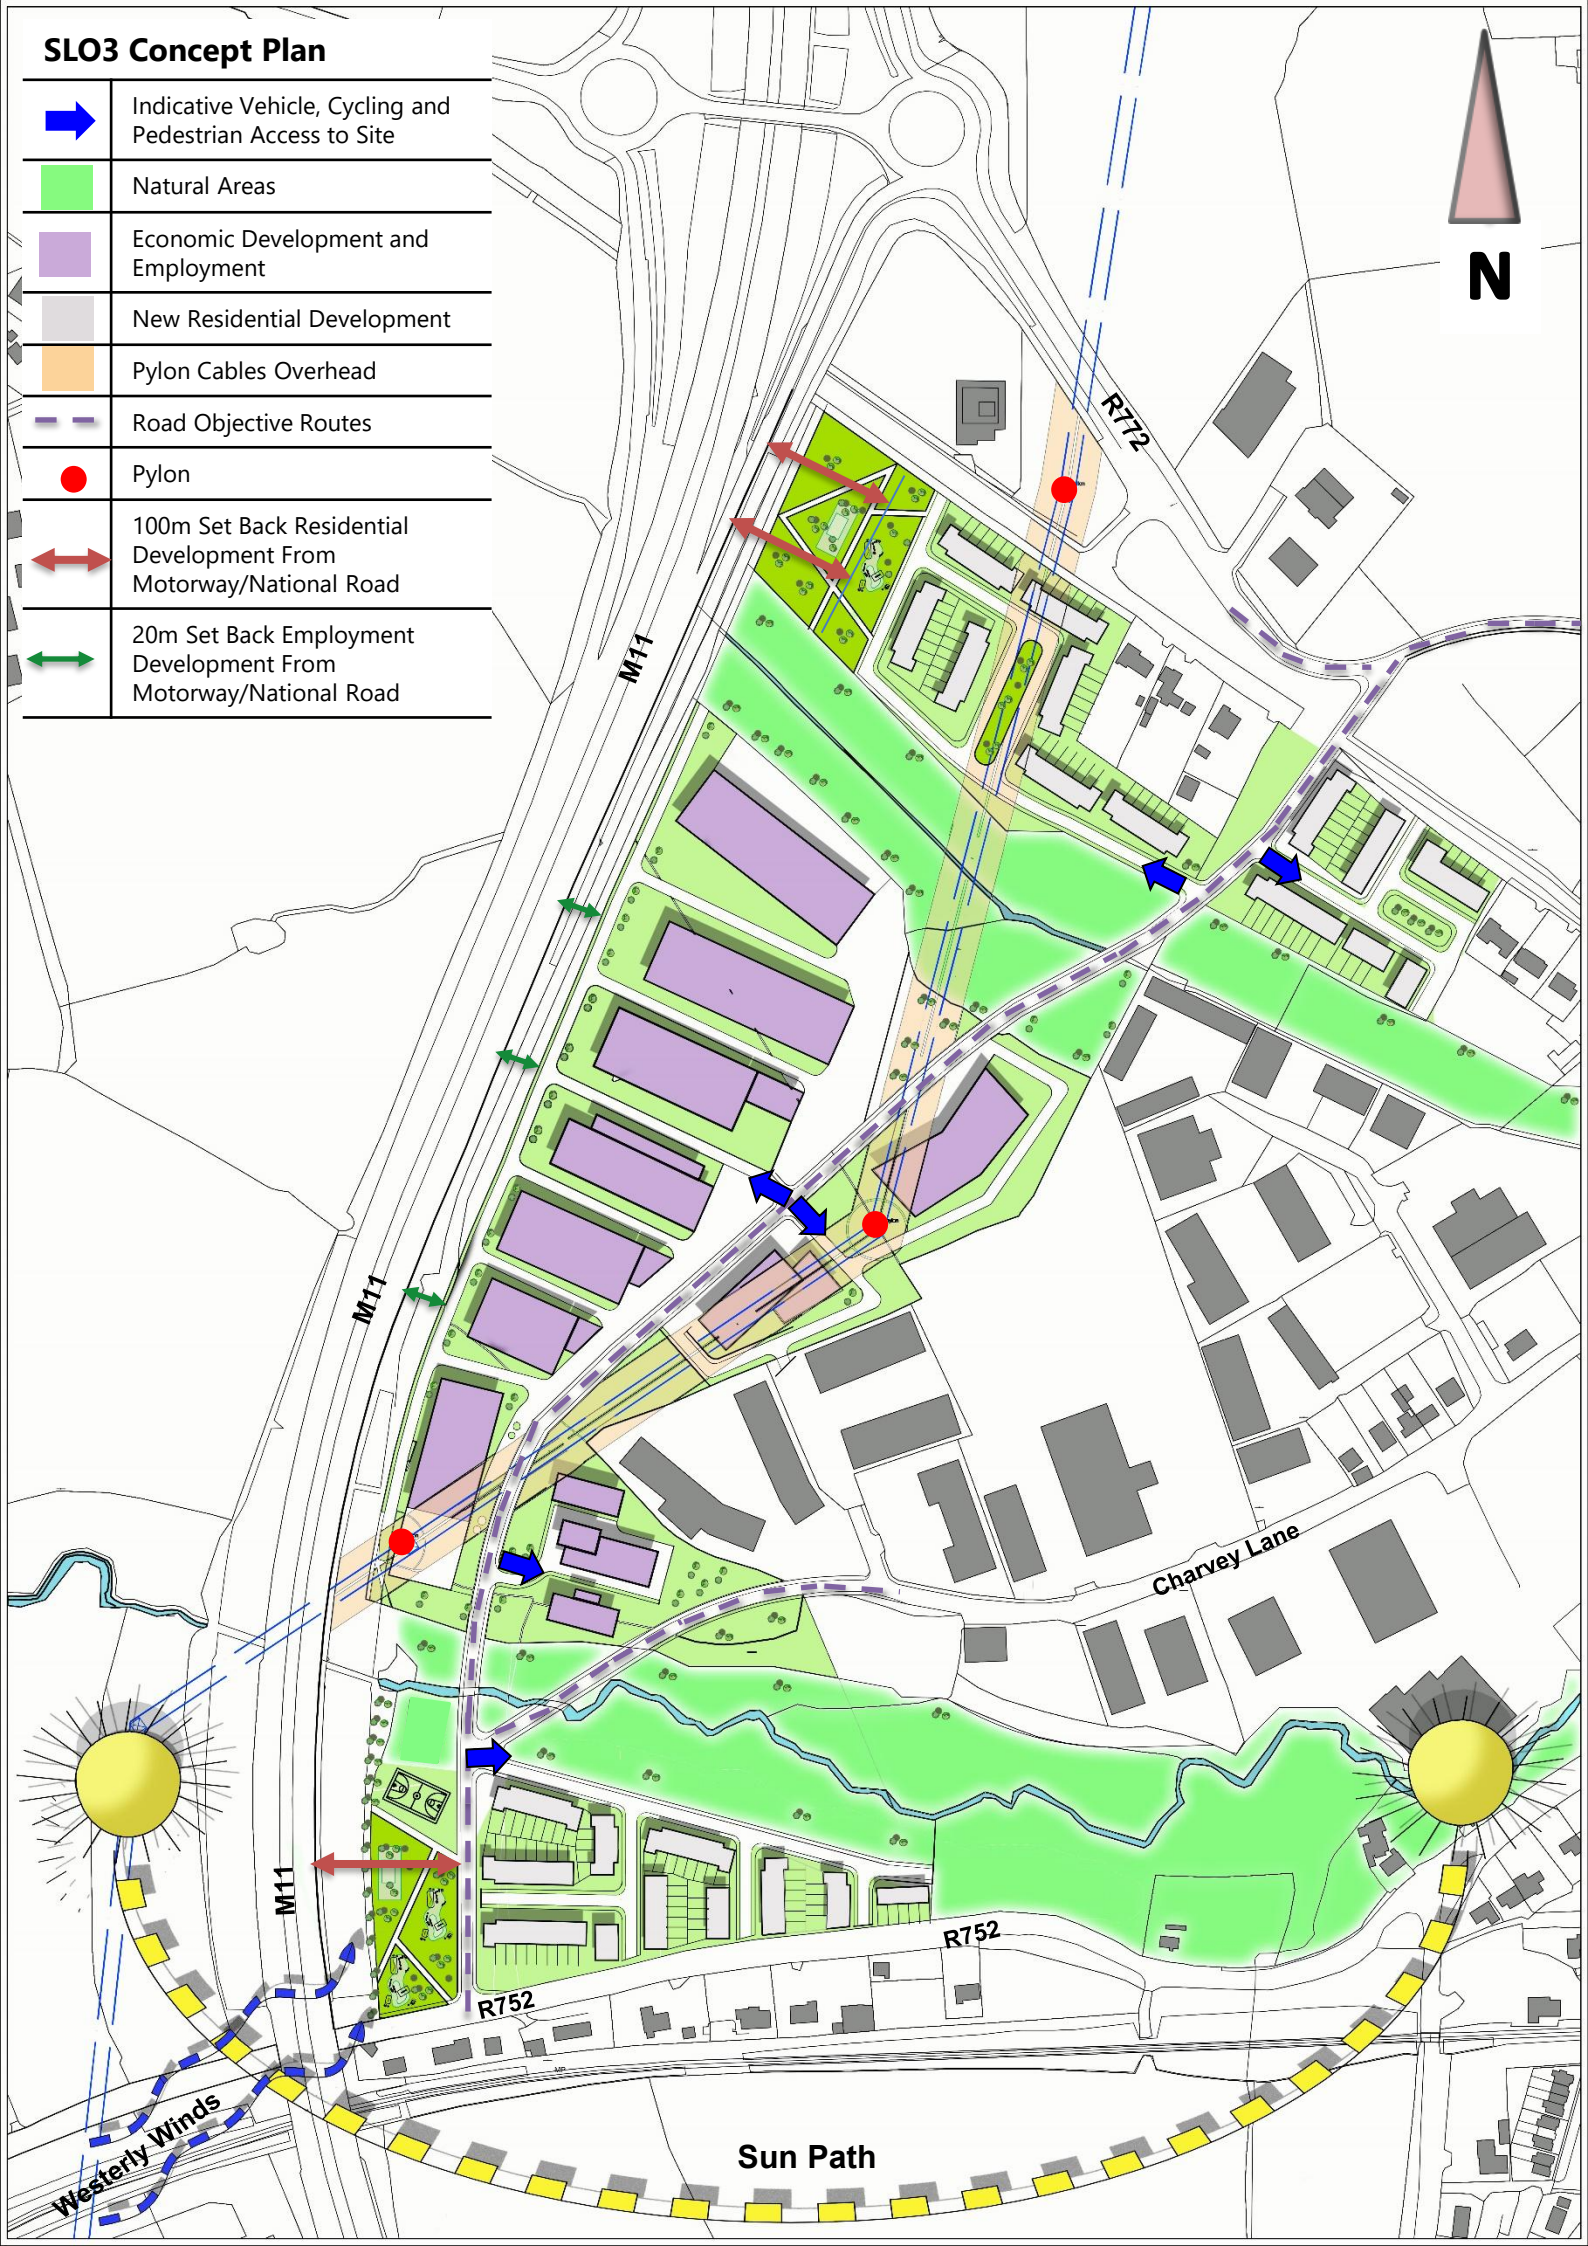 SLO3 Concept Plan
Indicative Vehicle, Cycling and
Pedestrian Access to Site
Natural Areas
Economic Development and
Employment
New Residential Development
Pylon Cables Overhead
Road Objective Routes
Pylon
100m Set Back Residential
Development From
Motorway/National Road
20m Set Back Employment
Development From
Motorway/National Road
N
R772
M11
M11
Charvey Lane
M11
R752
R752
Westerly Winds
Sun Path